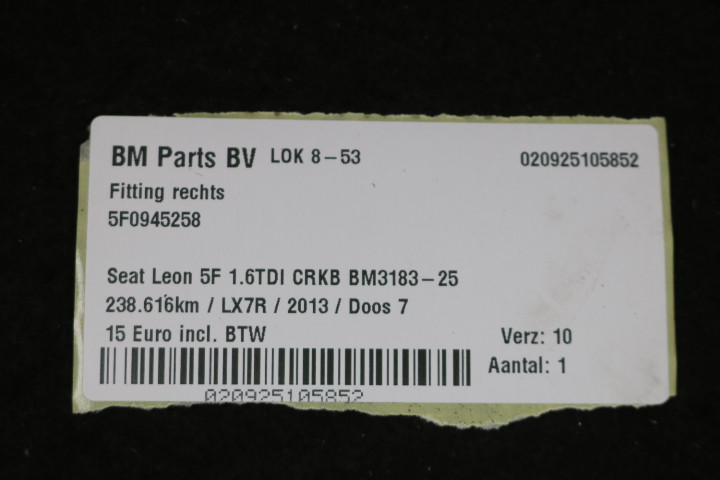 BM Parts BV LOK 8-53 020925105852
Fitting rechts
5F0945258
Seat Leon 5F 1.6TDI CRKB BM3183-25
238.616km / LX7R / 2013 / Doos 7
15 Euro incl. BTW Verz: 10
Aantal: 1
020925105852